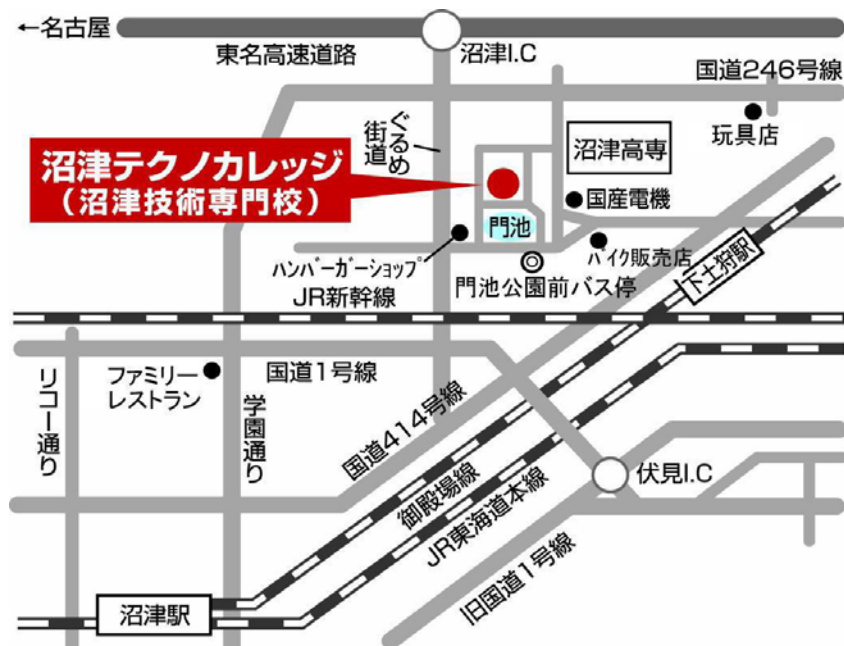 ←名古屋
東名高速道路
沼津I.C
国道246号線
ぐるめ
街道
玩具店
沼津高専
沼津テクノカレッジ
(沼津技術専門校)
国産電機
門池
ハンバーガーショップ
バイク販売店
下土狩駅
門池公園前バス停
JR新幹線
国道1号線
ファミリー
レストラン
リコー通り
学園通り
国道414号線
御殿場線
JR東海道本線
伏見I.C
旧国道1号線
沼津駅